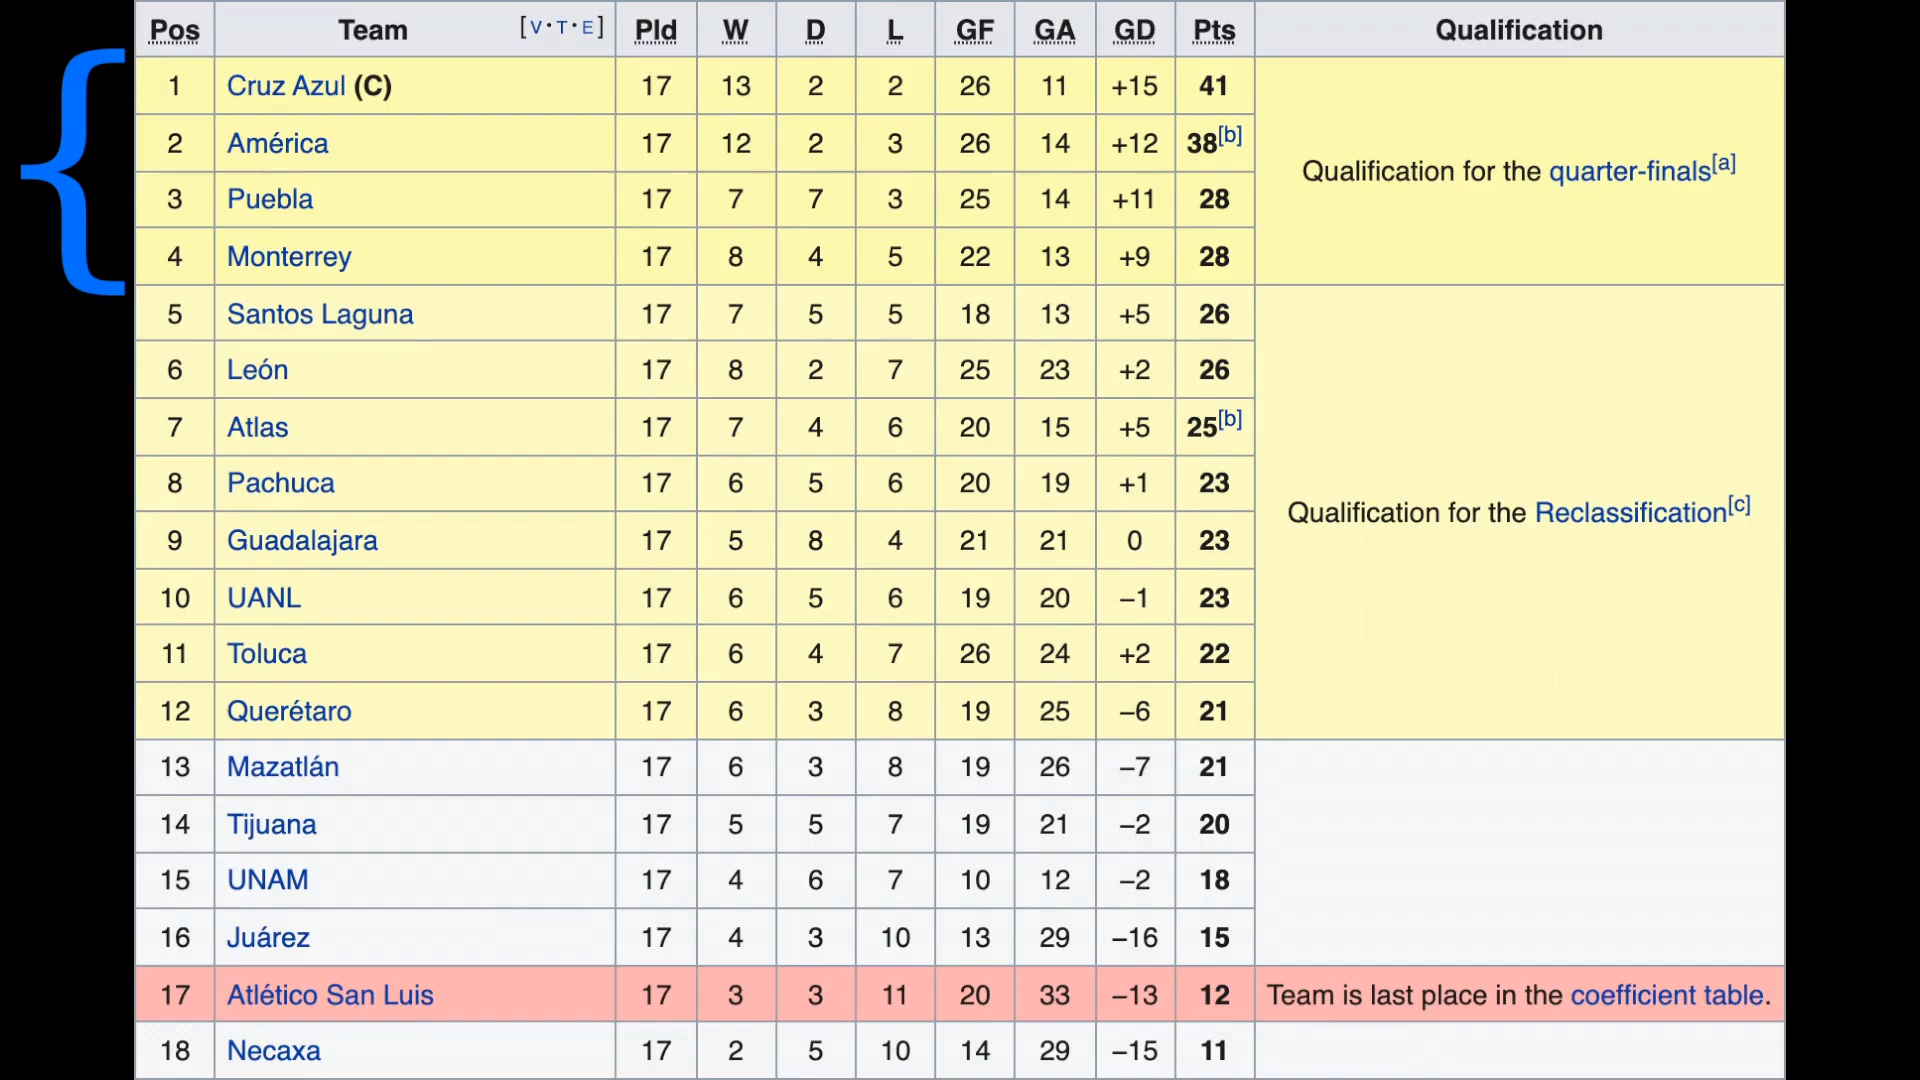 Pos Team [V·T·E] Pld W D L GF GA GD Pts Qualification
1 Cruz Azul (C) 17 13 2 2 26 11 +15 41
2 América 17 12 2 3 26 14 +12 38[b]
Qualification for the quarter-finals[a]
3 Puebla 17 7 7 3 25 14 +11 28
4 Monterrey 17 8 4 5 22 13 +9 28
5 Santos Laguna 17 7 5 5 18 13 +5 26
6 León 17 8 2 7 25 23 +2 26
7 Atlas 17 7 4 6 20 15 +5 25[b]
8 Pachuca 17 6 5 6 20 19 +1 23
Qualification for the Reclassification[c]
9 Guadalajara 17 5 8 4 21 21 0 23
10 UANL 17 6 5 6 19 20 −1 23
11 Toluca 17 6 4 7 26 24 +2 22
12 Querétaro 17 6 3 8 19 25 −6 21
13 Mazatlán 17 6 3 8 19 26 −7 21
14 Tijuana 17 5 5 7 19 21 −2 20
15 UNAM 17 4 6 7 10 12 −2 18
16 Juárez 17 4 3 10 13 29 −16 15
17 Atlético San Luis 17 3 3 11 20 33 −13 12 Team is last place in the coefficient table.
18 Necaxa 17 2 5 10 14 29 −15 11